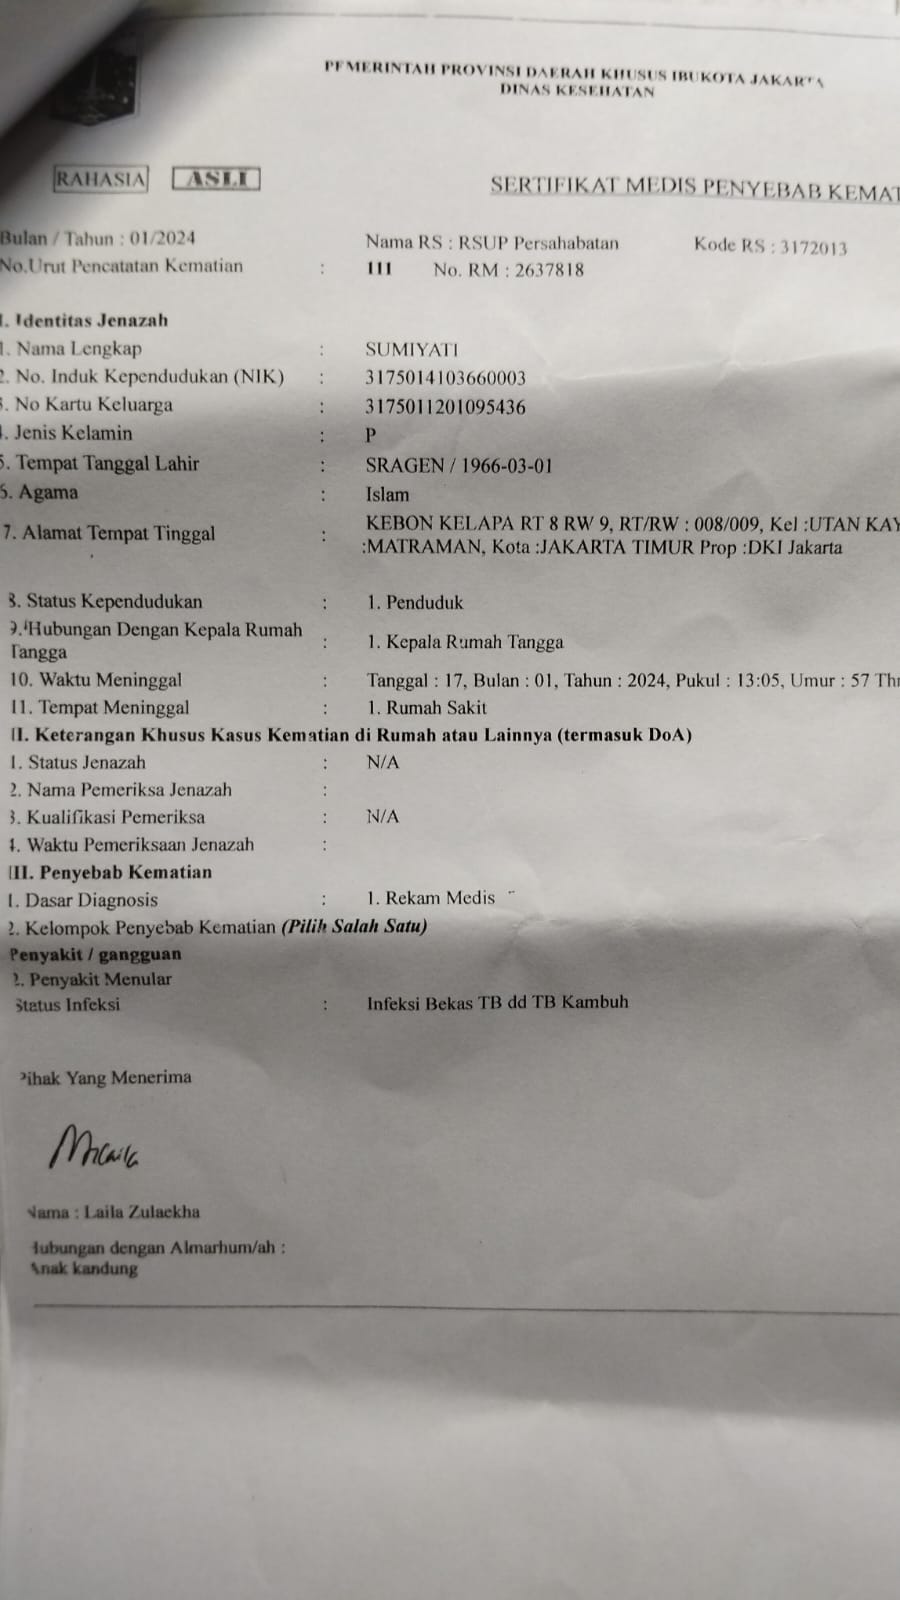 PEMERINTAH PROVINSI DAERAH KHUSUS IBUKOTA JAKARTA
DINAS KESEHATAN
RAHASIA ASLI
SERTIFIKAT MEDIS PENYEBAB KEMAT
Bulan / Tahun : 01/2024 Nama RS : RSUP Persahabatan Kode RS : 3172013
No.Urut Pencatatan Kematian : 111 No. RM : 2637818
I. Identitas Jenazah
1. Nama Lengkap : SUMIYATI
2. No. Induk Kependudukan (NIK) : 3175014103660003
3. No Kartu Keluarga : 3175011201095436
4. Jenis Kelamin : P
5. Tempat Tanggal Lahir : SRAGEN / 1966-03-01
6. Agama : Islam
7. Alamat Tempat Tinggal : KEBON KELAPA RT 8 RW 9, RT/RW : 008/009, Kel :UTAN KAY
:MATRAMAN, Kota :JAKARTA TIMUR Prop :DKI Jakarta
8. Status Kependudukan : 1. Penduduk
9. Hubungan Dengan Kepala Rumah
Tangga : 1. Kepala Rumah Tangga
10. Waktu Meninggal : Tanggal : 17, Bulan : 01, Tahun : 2024, Pukul : 13:05, Umur : 57 Thn
11. Tempat Meninggal : 1. Rumah Sakit
II. Keterangan Khusus Kasus Kematian di Rumah atau Lainnya (termasuk DoA)
1. Status Jenazah : N/A
2. Nama Pemeriksa Jenazah :
3. Kualifikasi Pemeriksa : N/A
4. Waktu Pemeriksaan Jenazah :
III. Penyebab Kematian
1. Dasar Diagnosis : 1. Rekam Medis
2. Kelompok Penyebab Kematian (Pilih Salah Satu)
Penyakit / gangguan
2. Penyakit Menular
Status Infeksi : Infeksi Bekas TB dd TB Kambuh
Pihak Yang Menerima
Nama : Laila Zulaekha
Hubungan dengan Almarhum/ah :
Anak kandung